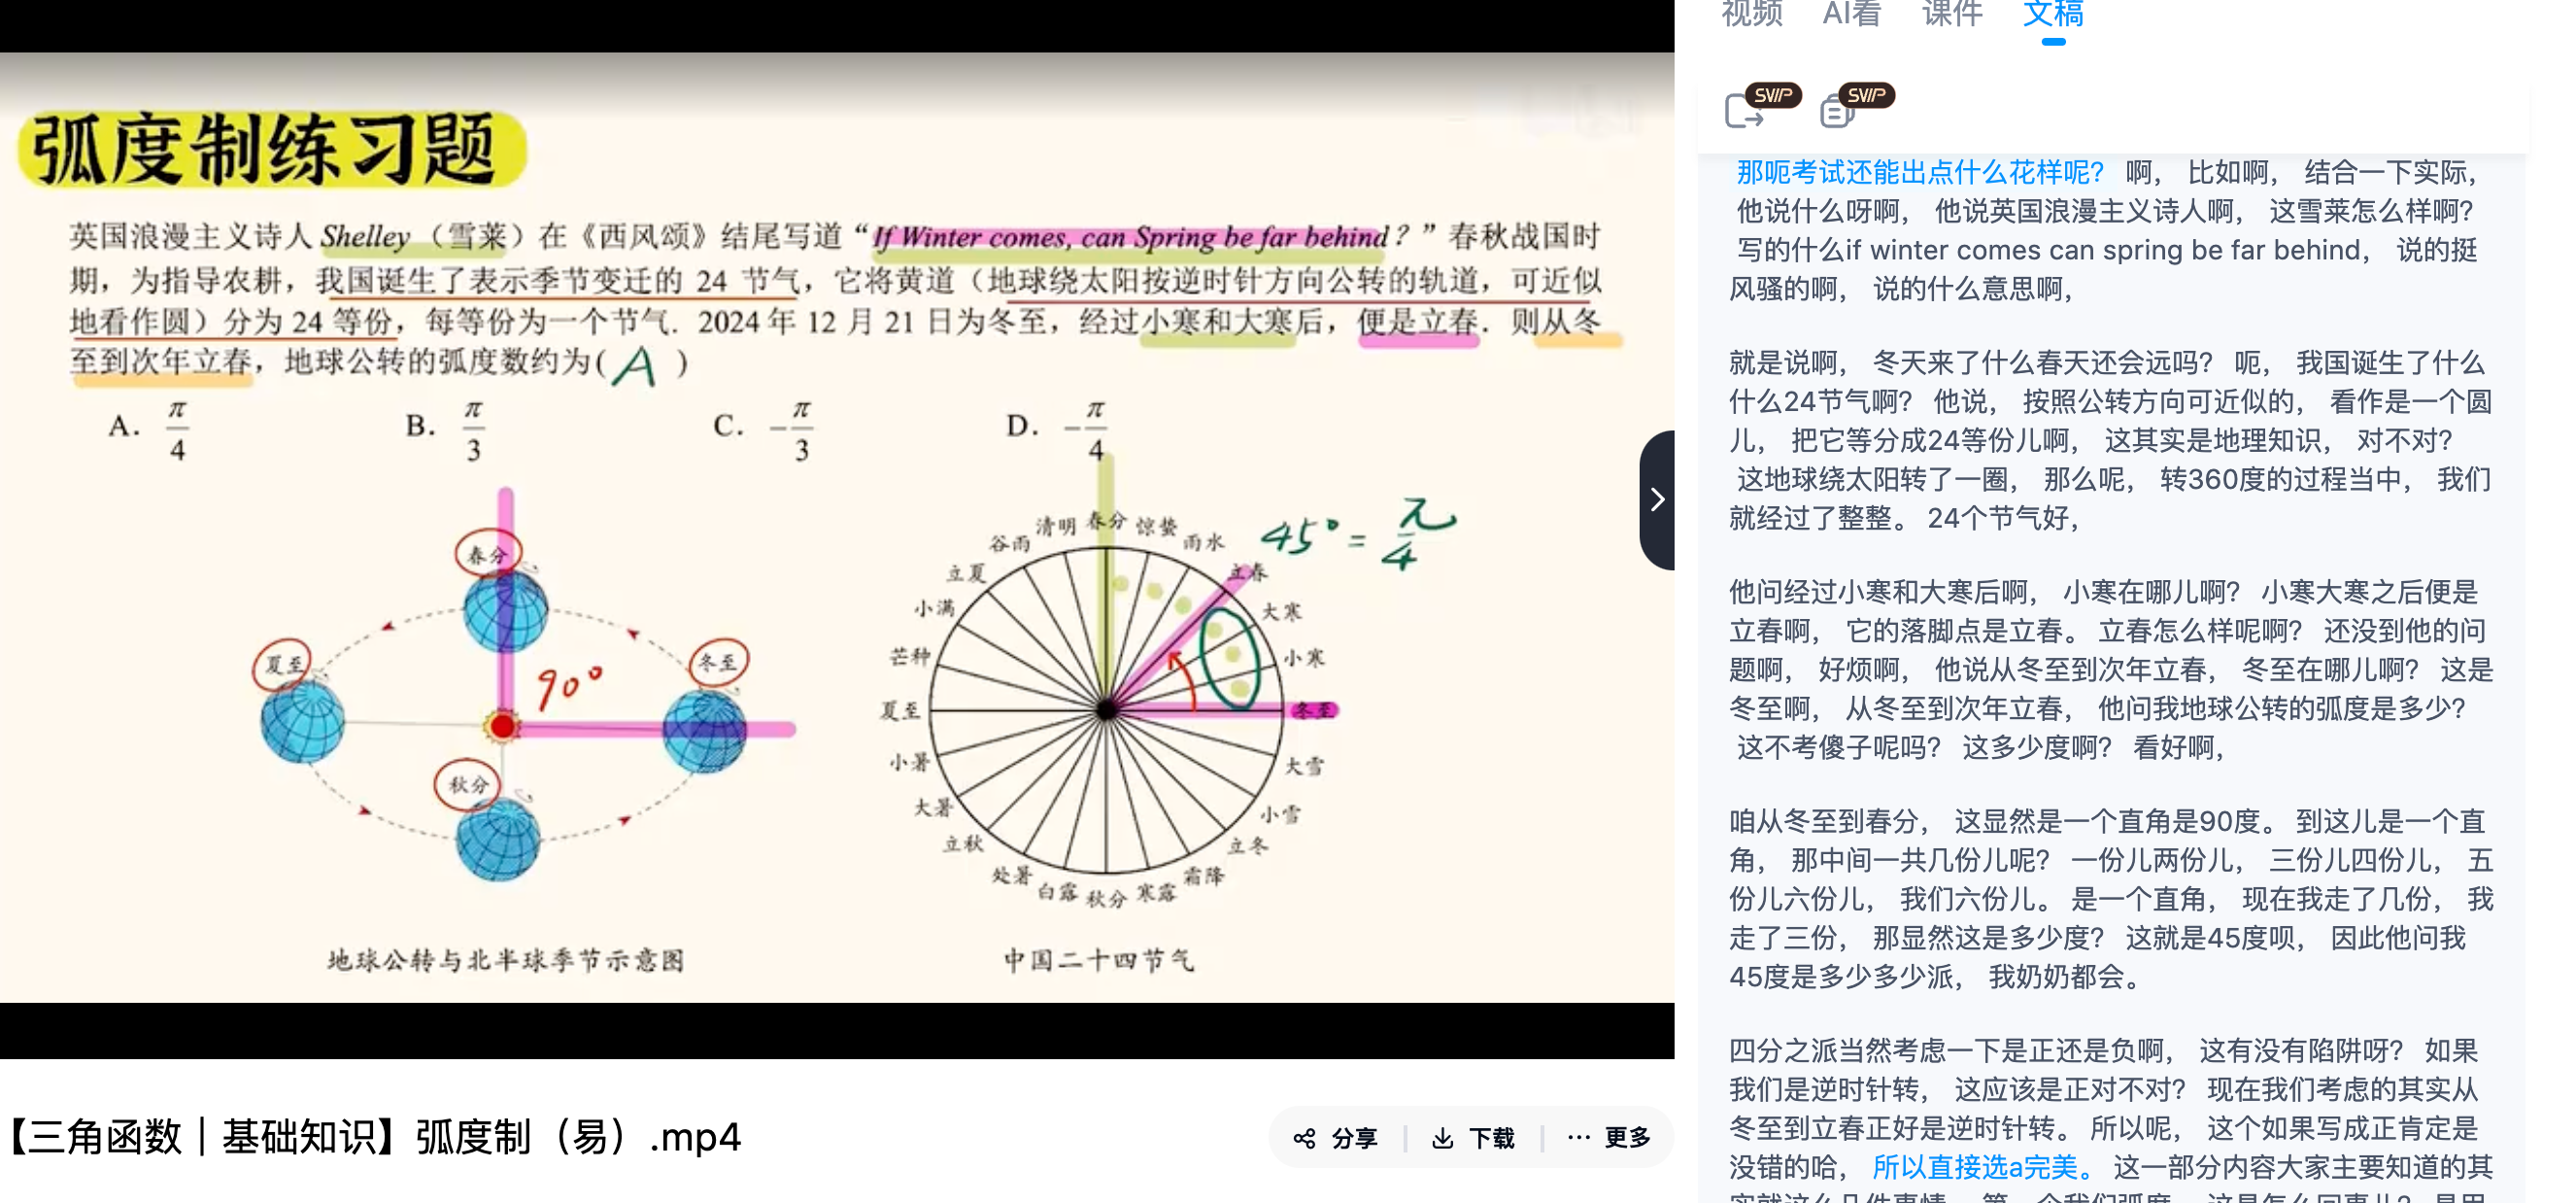 弧度制练习题
英国浪漫主义诗人 Shelley（雪莱）在《西风颂》结尾写道“If Winter comes, can Spring be far behind？”春秋战国时
期，为指导农耕，我国诞生了表示季节变迁的 24 节气，它将黄道（地球绕太阳按逆时针方向公转的轨道，可近似
地看作圆）分为 24 等份，每等份为一个节气．2024 年 12 月 21 日为冬至，经过小寒和大寒后，便是立春．则从冬
至到次年立春，地球公转的弧度数约为( A )
A. π/4 B. π/3 C. -π/3 D. -π/4
春分
夏至
冬至
90°
秋分
地球公转与北半球季节示意图
45° = π/4
春分
惊蛰
雨水
立春
大寒
小寒
冬至
大雪
小雪
立冬
霜降
寒露
秋分
白露
处暑
立秋
大暑
小暑
夏至
芒种
小满
立夏
谷雨
清明
中国二十四节气
【三角函数｜基础知识】弧度制（易）.mp4
分享
下载
更多
视频 AI看 课件 文稿
SVIP SVIP
那呃考试还能出点什么花样呢？ 啊， 比如啊， 结合一下实际，
他说什么呀啊， 他说英国浪漫主义诗人啊， 这雪莱怎么样啊？
写的什么if winter comes can spring be far behind， 说的挺
风骚的啊， 说的什么意思啊，
就是说啊， 冬天来了什么春天还会远吗？ 呃， 我国诞生了什么
什么24节气啊？ 他说， 按照公转方向可近似的， 看作是一个圆
儿， 把它等分成24等份儿啊， 这其实是地理知识， 对不对？
这地球绕太阳转了一圈， 那么呢， 转360度的过程当中， 我们
就经过了整整。 24个节气好，
他问经过小寒和大寒后啊， 小寒在哪儿啊？ 小寒大寒之后便是
立春啊， 它的落脚点是立春。 立春怎么样呢啊？ 还没到他的问
题啊， 好烦啊， 他说从冬至到次年立春， 冬至在哪儿啊？ 这是
冬至啊， 从冬至到次年立春， 他问我地球公转的弧度是多少？
这不考傻子呢吗？ 这多少度啊？ 看好啊，
咱从冬至到春分， 这显然是一个直角是90度。 到这儿是一个直
角， 那中间一共几份儿呢？ 一份儿两份儿， 三份儿四份儿， 五
份儿六份儿， 我们六份儿。 是一个直角， 现在我走了几份， 我
走了三份， 那显然这是多少度？ 这就是45度呗， 因此他问我
45度是多少多少派， 我奶奶都会。
四分之派当然考虑一下是正还是负啊， 这有没有陷阱呀？ 如果
我们是逆时针转， 这应该是正对不对？ 现在我们考虑的其实从
冬至到立春正好是逆时针转。 所以呢， 这个如果写成正肯定是
没错的哈， 所以直接选a完美。 这一部分内容大家主要知道的其